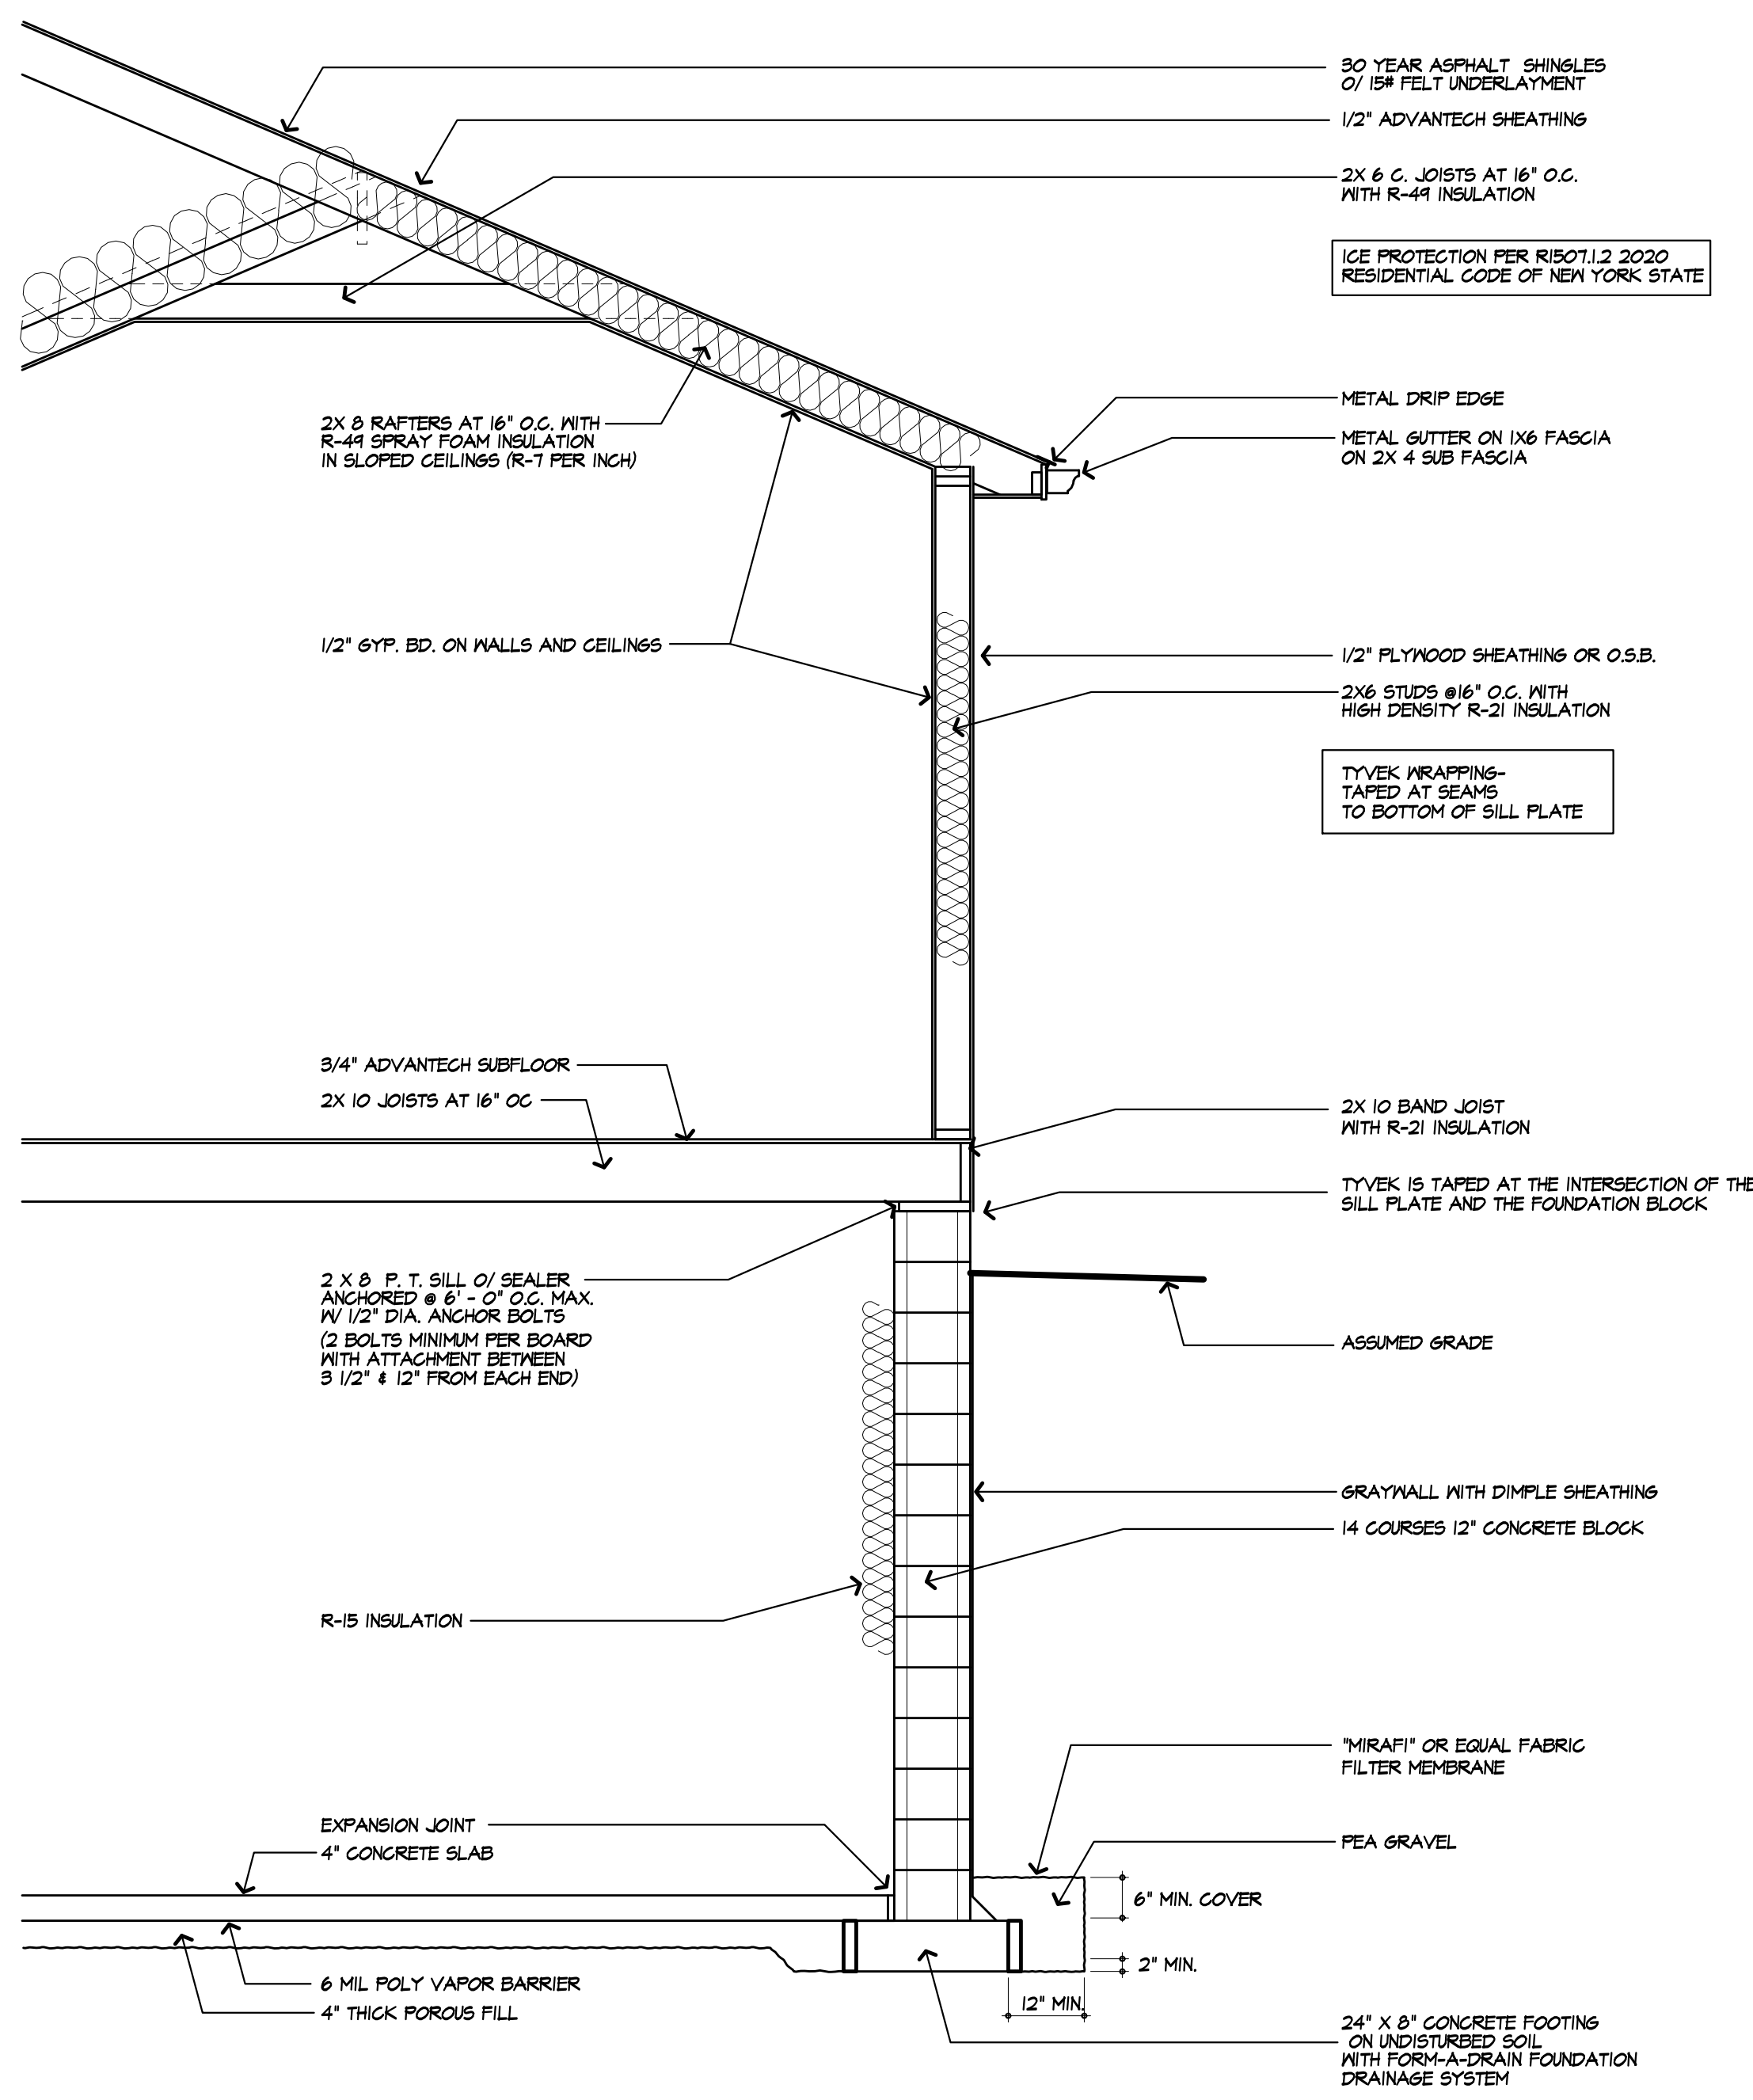 30 YEAR ASPHALT SHINGLES
O/ 15# FELT UNDERLAYMENT
1/2" ADVANTECH SHEATHING
2X 6 C. JOISTS AT 16" O.C.
WITH R-49 INSULATION
ICE PROTECTION PER R1507.1.2 2020
RESIDENTIAL CODE OF NEW YORK STATE
METAL DRIP EDGE
METAL GUTTER ON 1X6 FASCIA
ON 2X 4 SUB FASCIA
2X 8 RAFTERS AT 16" O.C. WITH
R-49 SPRAY FOAM INSULATION
IN SLOPED CEILINGS (R-7 PER INCH)
1/2" GYP. BD. ON WALLS AND CEILINGS
1/2" PLYWOOD SHEATHING OR O.S.B.
2X6 STUDS @16" O.C. WITH
HIGH DENSITY R-21 INSULATION
TYVEK WRAPPING-
TAPED AT SEAMS
TO BOTTOM OF SILL PLATE
3/4" ADVANTECH SUBFLOOR
2X 10 JOISTS AT 16" OC
2X 10 BAND JOIST
WITH R-21 INSULATION
TYVEK IS TAPED AT THE INTERSECTION OF THE
SILL PLATE AND THE FOUNDATION BLOCK
2 X 8 P. T. SILL O/ SEALER
ANCHORED @ 6' - 0" O.C. MAX.
W/ 1/2" DIA. ANCHOR BOLTS
(2 BOLTS MINIMUM PER BOARD
WITH ATTACHMENT BETWEEN
3 1/2" & 12" FROM EACH END)
ASSUMED GRADE
GRAYWALL WITH DIMPLE SHEATHING
14 COURSES 12" CONCRETE BLOCK
R-15 INSULATION
"MIRAFI" OR EQUAL FABRIC
FILTER MEMBRANE
EXPANSION JOINT
4" CONCRETE SLAB
PEA GRAVEL
6" MIN. COVER
2" MIN.
6 MIL POLY VAPOR BARRIER
4" THICK POROUS FILL
12" MIN.
24" X 8" CONCRETE FOOTING
ON UNDISTURBED SOIL
WITH FORM-A-DRAIN FOUNDATION
DRAINAGE SYSTEM